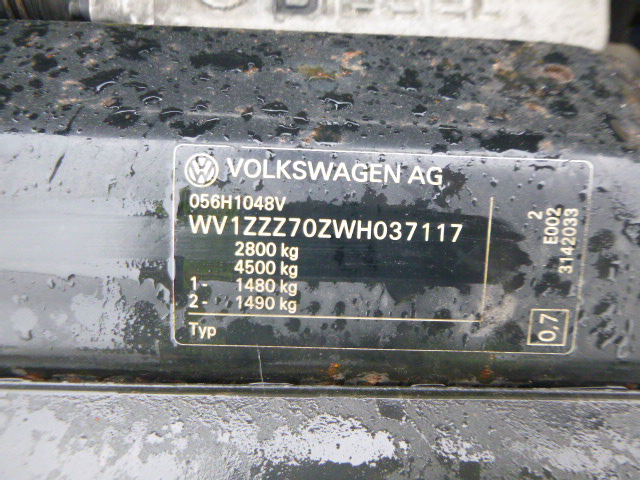 VOLKSWAGEN AG
056H1048V
WV1ZZZ70ZWH037117
2800 kg
4500 kg
1 - 1480 kg
2 - 1490 kg
Typ
2
E002
3142033
0,7